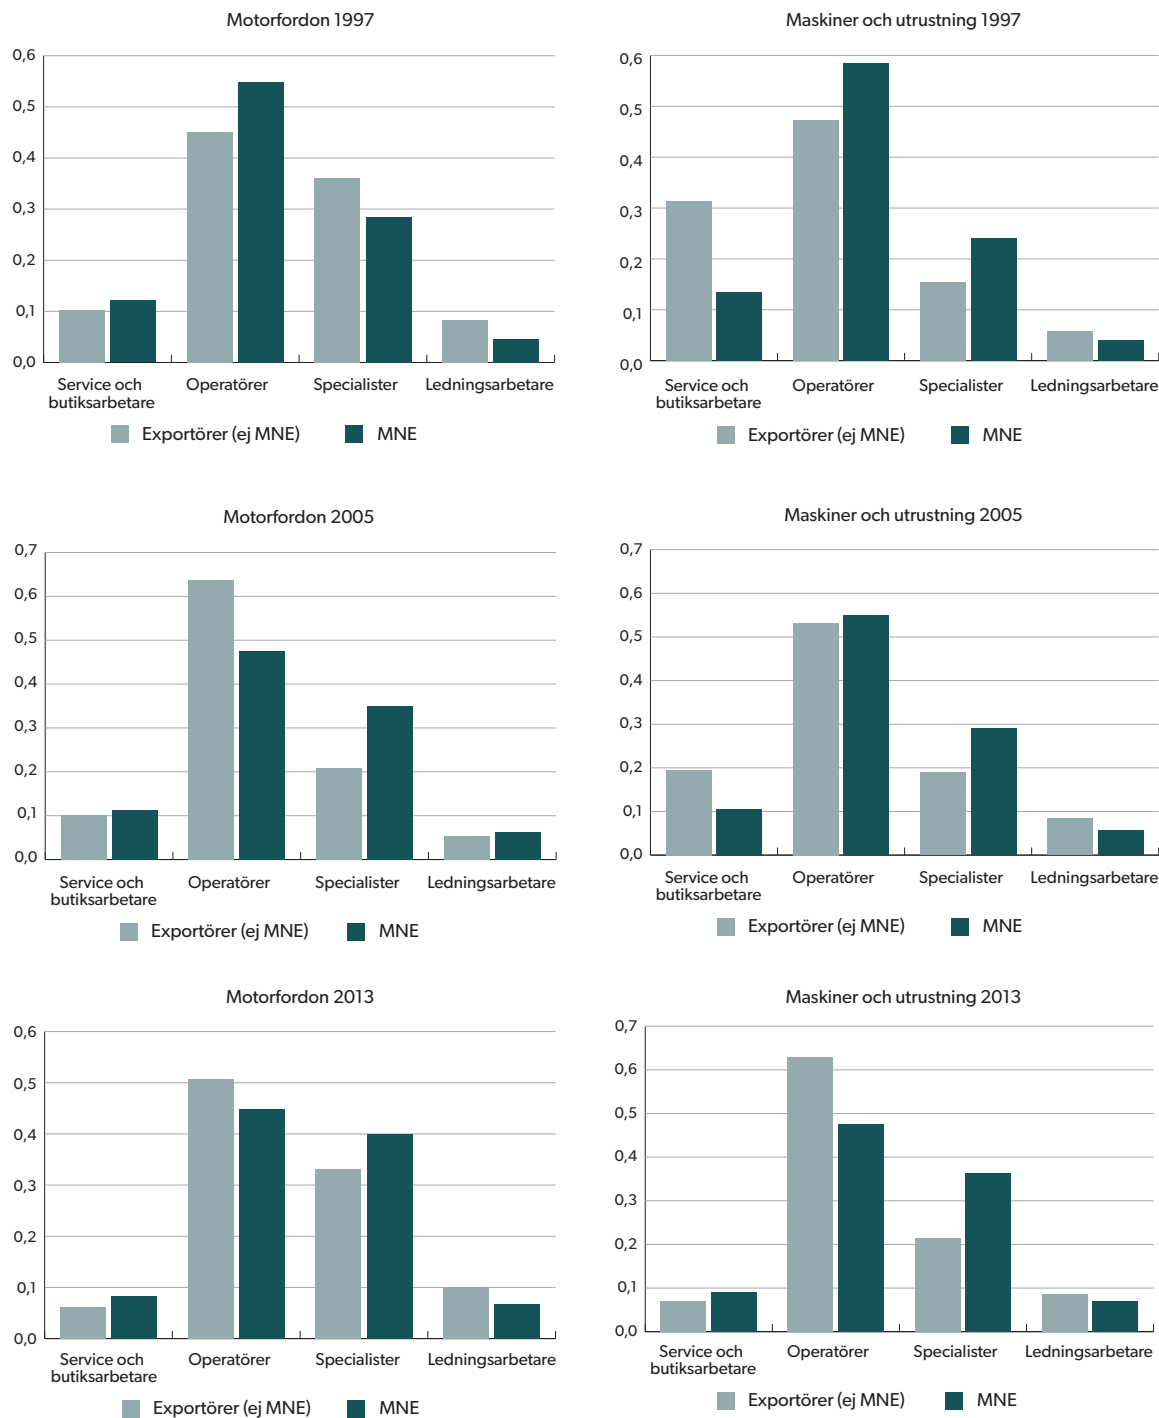 Motorfordon 1997
0,6
0,5
0,4
0,3
0,2
0,1
0,0
Service och
butiksarbetare
Operatörer
Specialister
Ledningsarbetare
Exportörer (ej MNE)
MNE
Maskiner och utrustning 1997
0,6
0,5
0,4
0,3
0,2
0,1
0,0
Service och
butiksarbetare
Operatörer
Specialister
Ledningsarbetare
Exportörer (ej MNE)
MNE
Motorfordon 2005
0,7
0,6
0,5
0,4
0,3
0,2
0,1
0,0
Service och
butiksarbetare
Operatörer
Specialister
Ledningsarbetare
Exportörer (ej MNE)
MNE
Maskiner och utrustning 2005
0,7
0,6
0,5
0,4
0,3
0,2
0,1
0,0
Service och
butiksarbetare
Operatörer
Specialister
Ledningsarbetare
Exportörer (ej MNE)
MNE
Motorfordon 2013
0,6
0,5
0,4
0,3
0,2
0,1
0,0
Service och
butiksarbetare
Operatörer
Specialister
Ledningsarbetare
Exportörer (ej MNE)
MNE
Maskiner och utrustning 2013
0,7
0,6
0,5
0,4
0,3
0,2
0,1
0,0
Service och
butiksarbetare
Operatörer
Specialister
Ledningsarbetare
Exportörer (ej MNE)
MNE